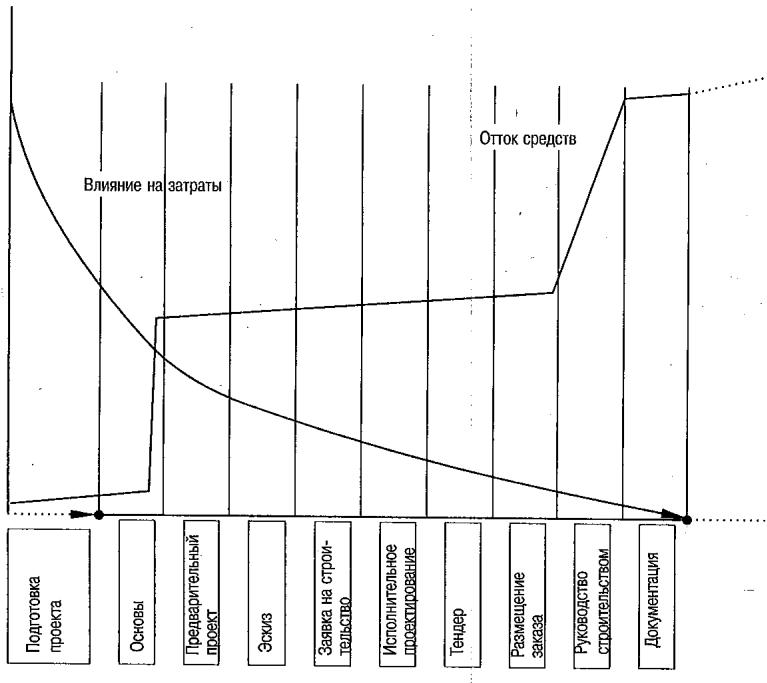 Отток средств
Влияние на затраты
Подготовка
проекта
Основы
Предварительный
проект
Эскиз
Заявка на строи-
тельство
Исполнительное
проектирование
Тендер
Размещение
заказа
Руководство
строительством
Документация